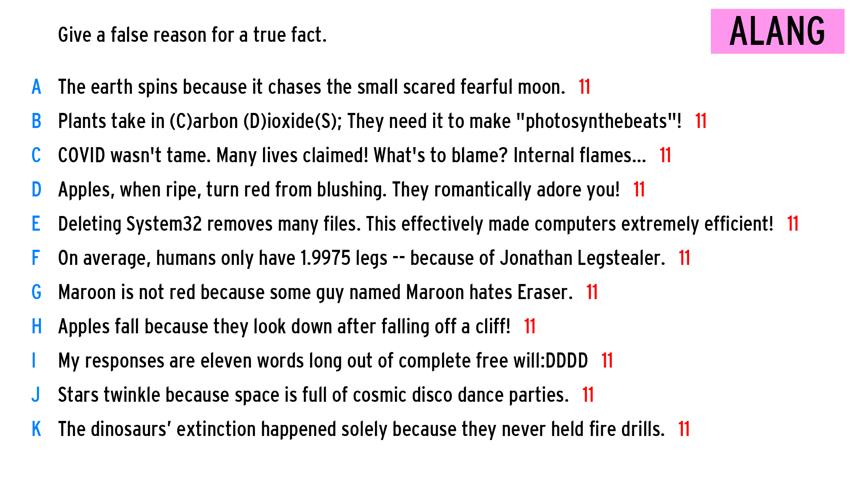 Give a false reason for a true fact.
ALANG
A The earth spins because it chases the small scared fearful moon. 11
B Plants take in (C)arbon (D)ioxide(S); They need it to make "photosynthebeats"! 11
C COVID wasn't tame. Many lives claimed! What's to blame? Internal flames... 11
D Apples, when ripe, turn red from blushing. They romantically adore you! 11
E Deleting System32 removes many files. This effectively made computers extremely efficient! 11
F On average, humans only have 1.9975 legs -- because of Jonathan Legstealer. 11
G Maroon is not red because some guy named Maroon hates Eraser. 11
H Apples fall because they look down after falling off a cliff! 11
I My responses are eleven words long out of complete free will:DDDD 11
J Stars twinkle because space is full of cosmic disco dance parties. 11
K The dinosaurs’ extinction happened solely because they never held fire drills. 11